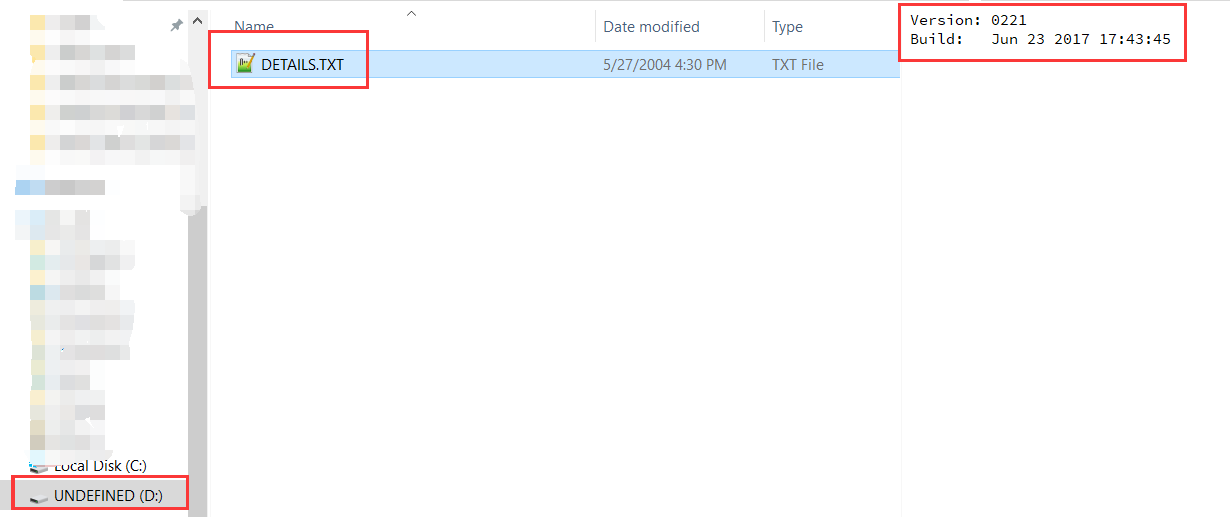 Name
Date modified
Type
DETAILS.TXT
5/27/2004 4:30 PM
TXT File
Version: 0221
Build: Jun 23 2017 17:43:45
Local Disk (C:)
UNDEFINED (D:)